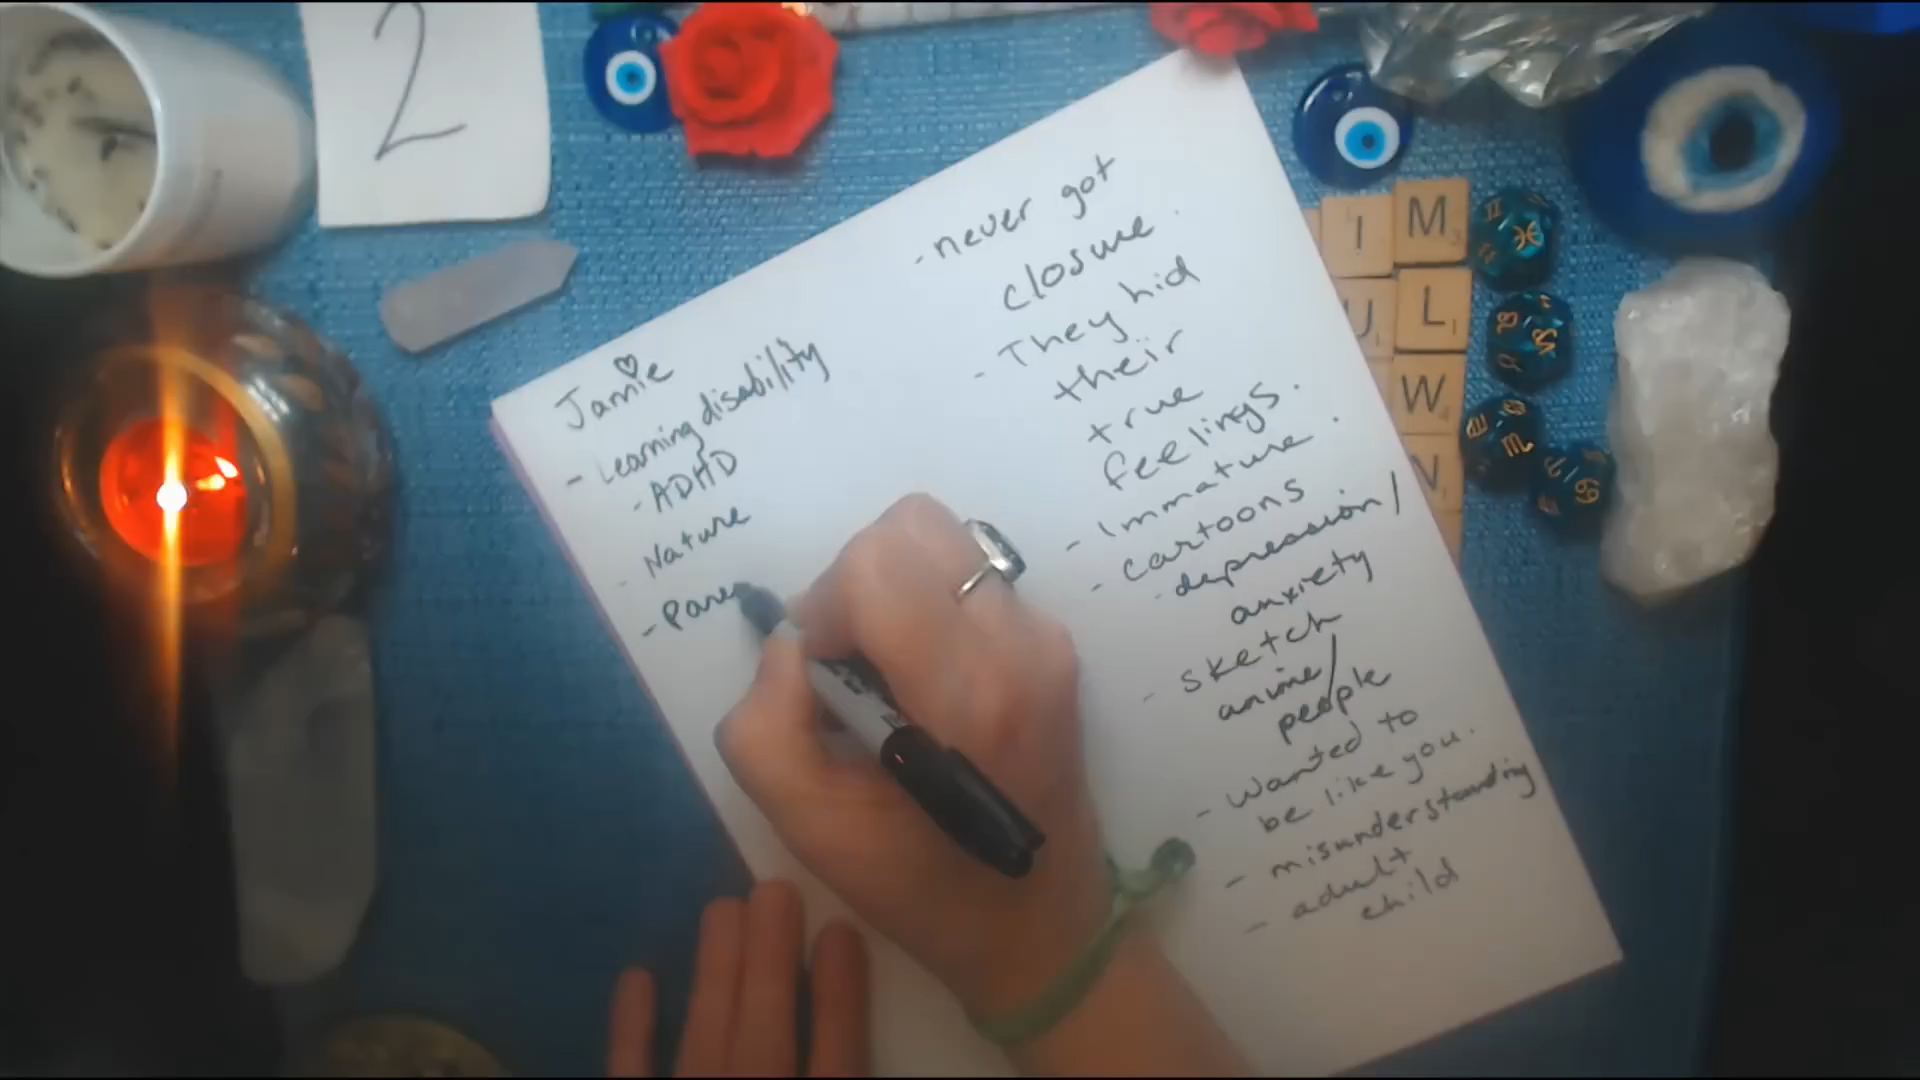 2
Jamie
- Learning disability
- ADHD
- Nature
- Pare
- never got
closure.
- They hid
their
true
feelings.
- Immature.
- cartoons
- depression/
anxiety
- sketch
anime/
people
- Wanted to
be like you.
- misunderstanding
- adult
child
I M
U L
W
N